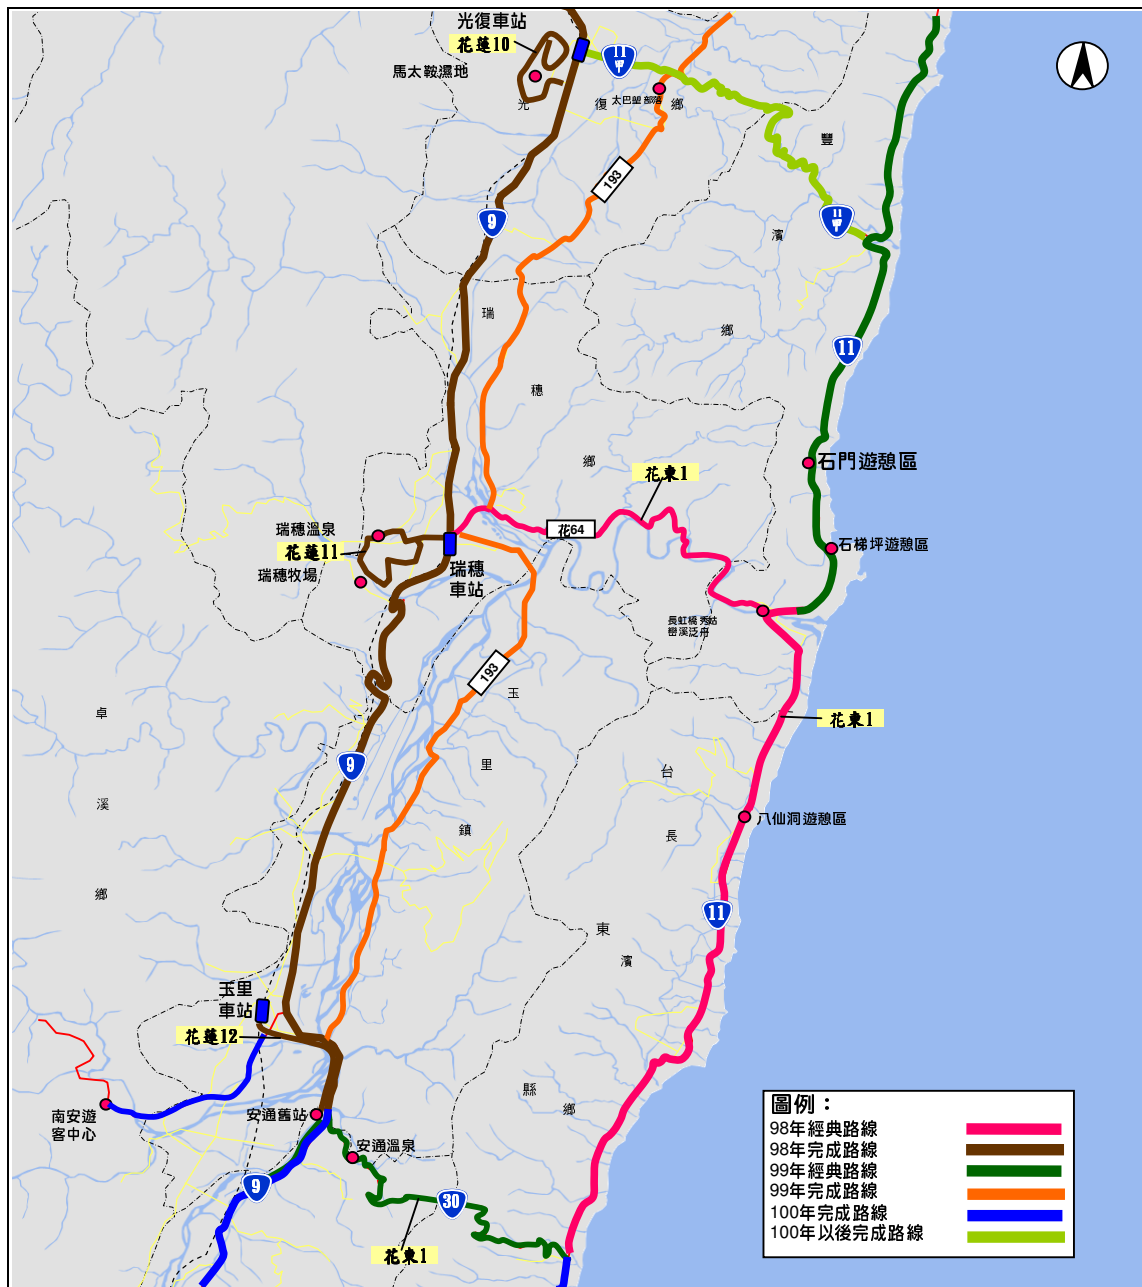 光復車站
花蓮10
馬太鞍濕地
11
甲
光
復
太巴塱部落
鄉
豐
193
9
11
甲
濱
瑞
鄉
11
穗
鄉
花東1
石門遊憩區
瑞穗溫泉
花64
花蓮11
石梯坪遊憩區
瑞穗牧場
瑞穗
車站
長虹橋秀姑
巒溪泛舟
193
玉
卓
花東1
9
里
台
溪
八仙洞遊憩區
鎮
長
鄉
11
東
濱
玉里
車站
花蓮12
縣
鄉
南安遊
客中心
安通舊站
安通溫泉
9
30
花東1
圖例：
98年經典路線
98年完成路線
99年經典路線
99年完成路線
100年完成路線
100年以後完成路線